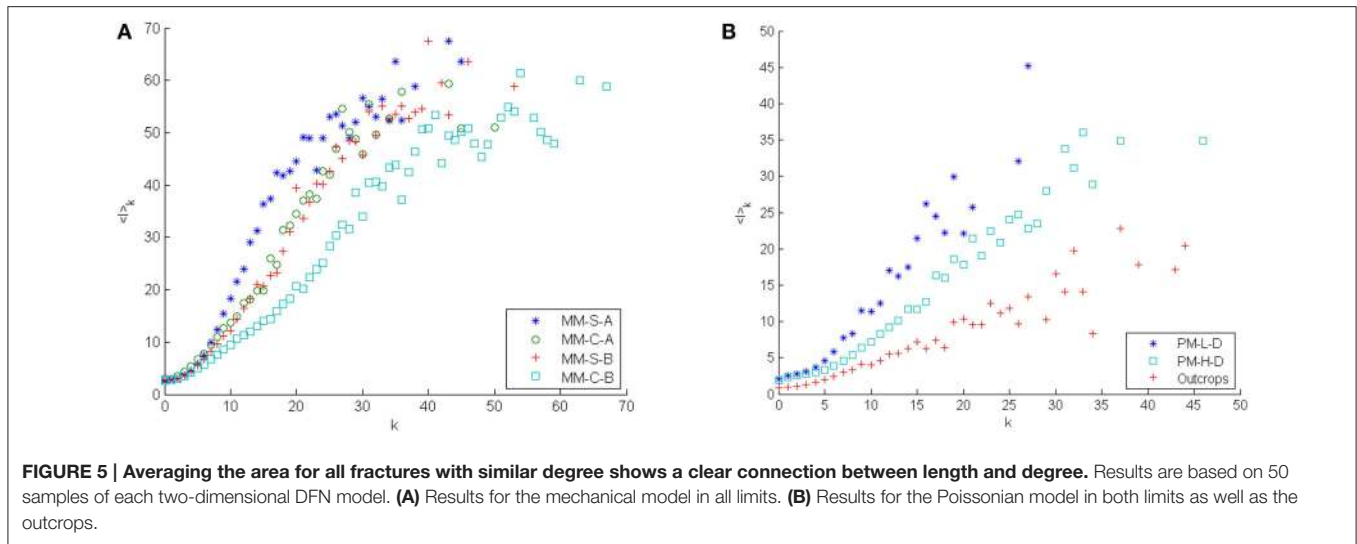 A
70
60
50
40
30
20
10
0
<l>k
0 10 20 30 40 50 60 70
k
MM-S-A
MM-C-A
MM-S-B
MM-C-B
B
50
45
40
35
30
25
20
15
10
5
0
<l>k
0 5 10 15 20 25 30 35 40 45 50
k
PM-L-D
PM-H-D
Outcrops
FIGURE 5 | Averaging the area for all fractures with similar degree shows a clear connection between length and degree. Results are based on 50
samples of each two-dimensional DFN model. (A) Results for the mechanical model in all limits. (B) Results for the Poissonian model in both limits as well as the
outcrops.